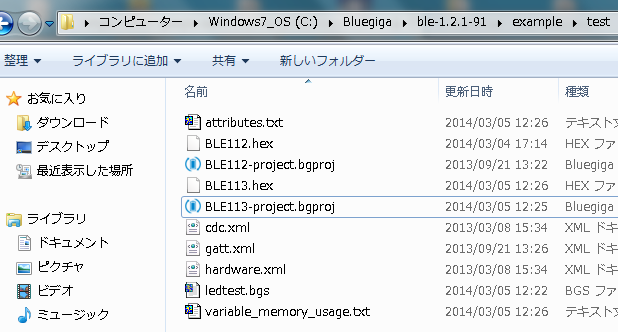 コンピューター Windows7_OS (C:) Bluegiga ble-1.2.1-91 example test
整理 ライブラリに追加 共有 新しいフォルダー
お気に入り
ダウンロード
デスクトップ
最近表示した場所
ライブラリ
ドキュメント
ピクチャ
ビデオ
ミュージック
名前 更新日時 種類
attributes.txt 2014/03/05 12:26 テキスト
BLE112.hex 2014/03/04 17:14 HEX ファ
BLE112-project.bgproj 2013/09/21 13:22 Bluegiga
BLE113.hex 2014/03/05 12:26 HEX ファ
BLE113-project.bgproj 2014/03/05 12:25 Bluegiga
cdc.xml 2013/03/08 15:34 XML ドキ
gatt.xml 2013/09/21 13:26 XML ドキ
hardware.xml 2013/03/08 15:34 XML ドキ
ledtest.bgs 2014/03/05 12:22 BGS ファ
variable_memory_usage.txt 2014/03/05 12:26 テキスト